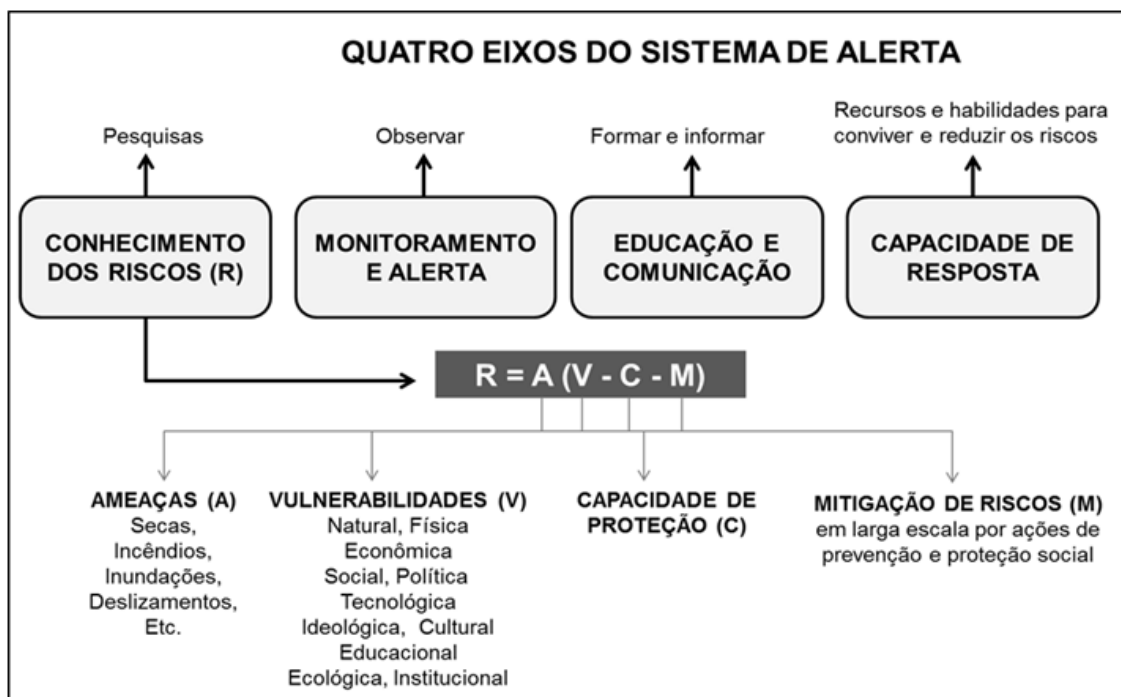 QUATRO EIXOS DO SISTEMA DE ALERTA
Pesquisas
Observar
Formar e informar
Recursos e habilidades para
conviver e reduzir os riscos
CONHECIMENTO
DOS RISCOS (R)
MONITORAMENTO
E ALERTA
EDUCAÇÃO E
COMUNICAÇÃO
CAPACIDADE DE
RESPOSTA
R = A (V - C - M)
AMEAÇAS (A)
Secas,
Incêndios,
Inundações,
Deslizamentos,
Etc.
VULNERABILIDADES (V)
Natural, Física
Econômica
Social, Política
Tecnológica
Ideológica, Cultural
Educacional
Ecológica, Institucional
CAPACIDADE DE
PROTEÇÃO (C)
MITIGAÇÃO DE RISCOS (M)
em larga escala por ações de
prevenção e proteção social